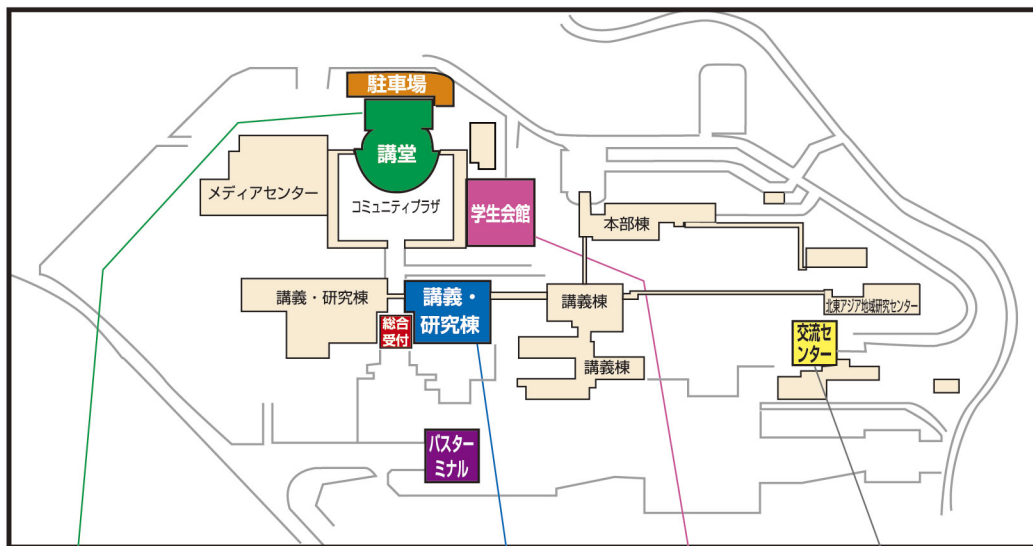 駐車場
講堂
メディアセンター
コミュニティプラザ
学生会館
本部棟
講義・研究棟
総合
受付
講義・
研究棟
講義棟
講義棟
北東アジア地域研究センター
交流セ
ンター
バスター
ミナル